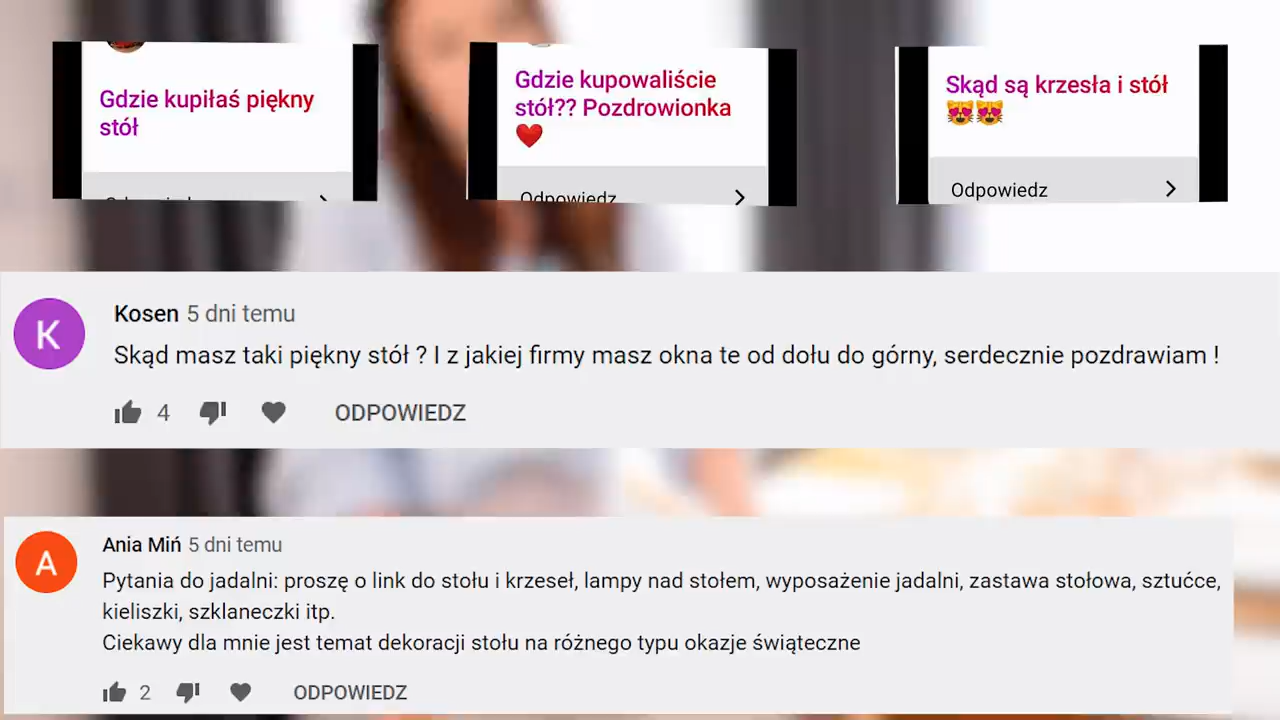 Gdzie kupiłaś piękny
stół
Gdzie kupowaliście
stół?? Pozdrowionka
❤️
Odpowiedz
Skąd są krzesła i stół
😻😻
Odpowiedz
Kosen 5 dni temu
Skąd masz taki piękny stół ? I z jakiej firmy masz okna te od dołu do górny, serdecznie pozdrawiam !
4 ODPOWIEDZ
Ania Miń 5 dni temu
Pytania do jadalni: proszę o link do stołu i krzeseł, lampy nad stołem, wyposażenie jadalni, zastawa stołowa, sztućce,
kieliszki, szklaneczki itp.
Ciekawy dla mnie jest temat dekoracji stołu na różnego typu okazje świąteczne
2 ODPOWIEDZ